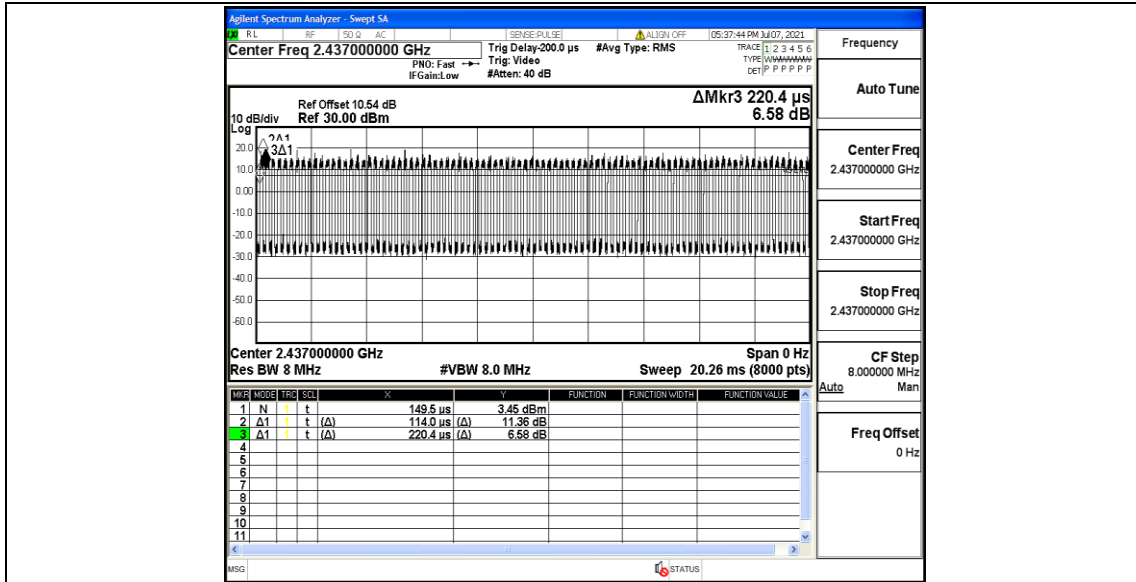 Agilent Spectrum Analyzer - Swept SA
LXI RL RF 50 Ω AC SENSE:PULSE ALIGN OFF 05:37:44 PM Jul 07, 2021
Center Freq 2.437000000 GHz
PNO: Fast
IFGain:Low
Trig Delay-200.0 µs
Trig: Video
#Atten: 40 dB
#Avg Type: RMS
TRACE 1 2 3 4 5 6
TYPE
DET P P P P P P
Ref Offset 10.54 dB
10 dB/div Ref 30.00 dBm
Log
ΔMkr3 220.4 µs
6.58 dB
2Δ1
3Δ1
20.0
10.0
0.00
-10.0
-20.0
-30.0
-40.0
-50.0
-60.0
Center 2.437000000 GHz Span 0 Hz
Res BW 8 MHz #VBW 8.0 MHz Sweep 20.26 ms (8000 pts)
MKR MODE TRC SCL X Y FUNCTION FUNCTION WIDTH FUNCTION VALUE
1 N 1 t 149.5 µs 3.45 dBm
2 Δ1 1 t (Δ) 114.0 µs (Δ) 11.36 dB
3 Δ1 1 t (Δ) 220.4 µs (Δ) 6.58 dB
4
5
6
7
8
9
10
11
MSG STATUS
Frequency
Auto Tune
Center Freq
2.437000000 GHz
Start Freq
2.437000000 GHz
Stop Freq
2.437000000 GHz
CF Step
8.000000 MHz
Auto Man
Freq Offset
0 Hz